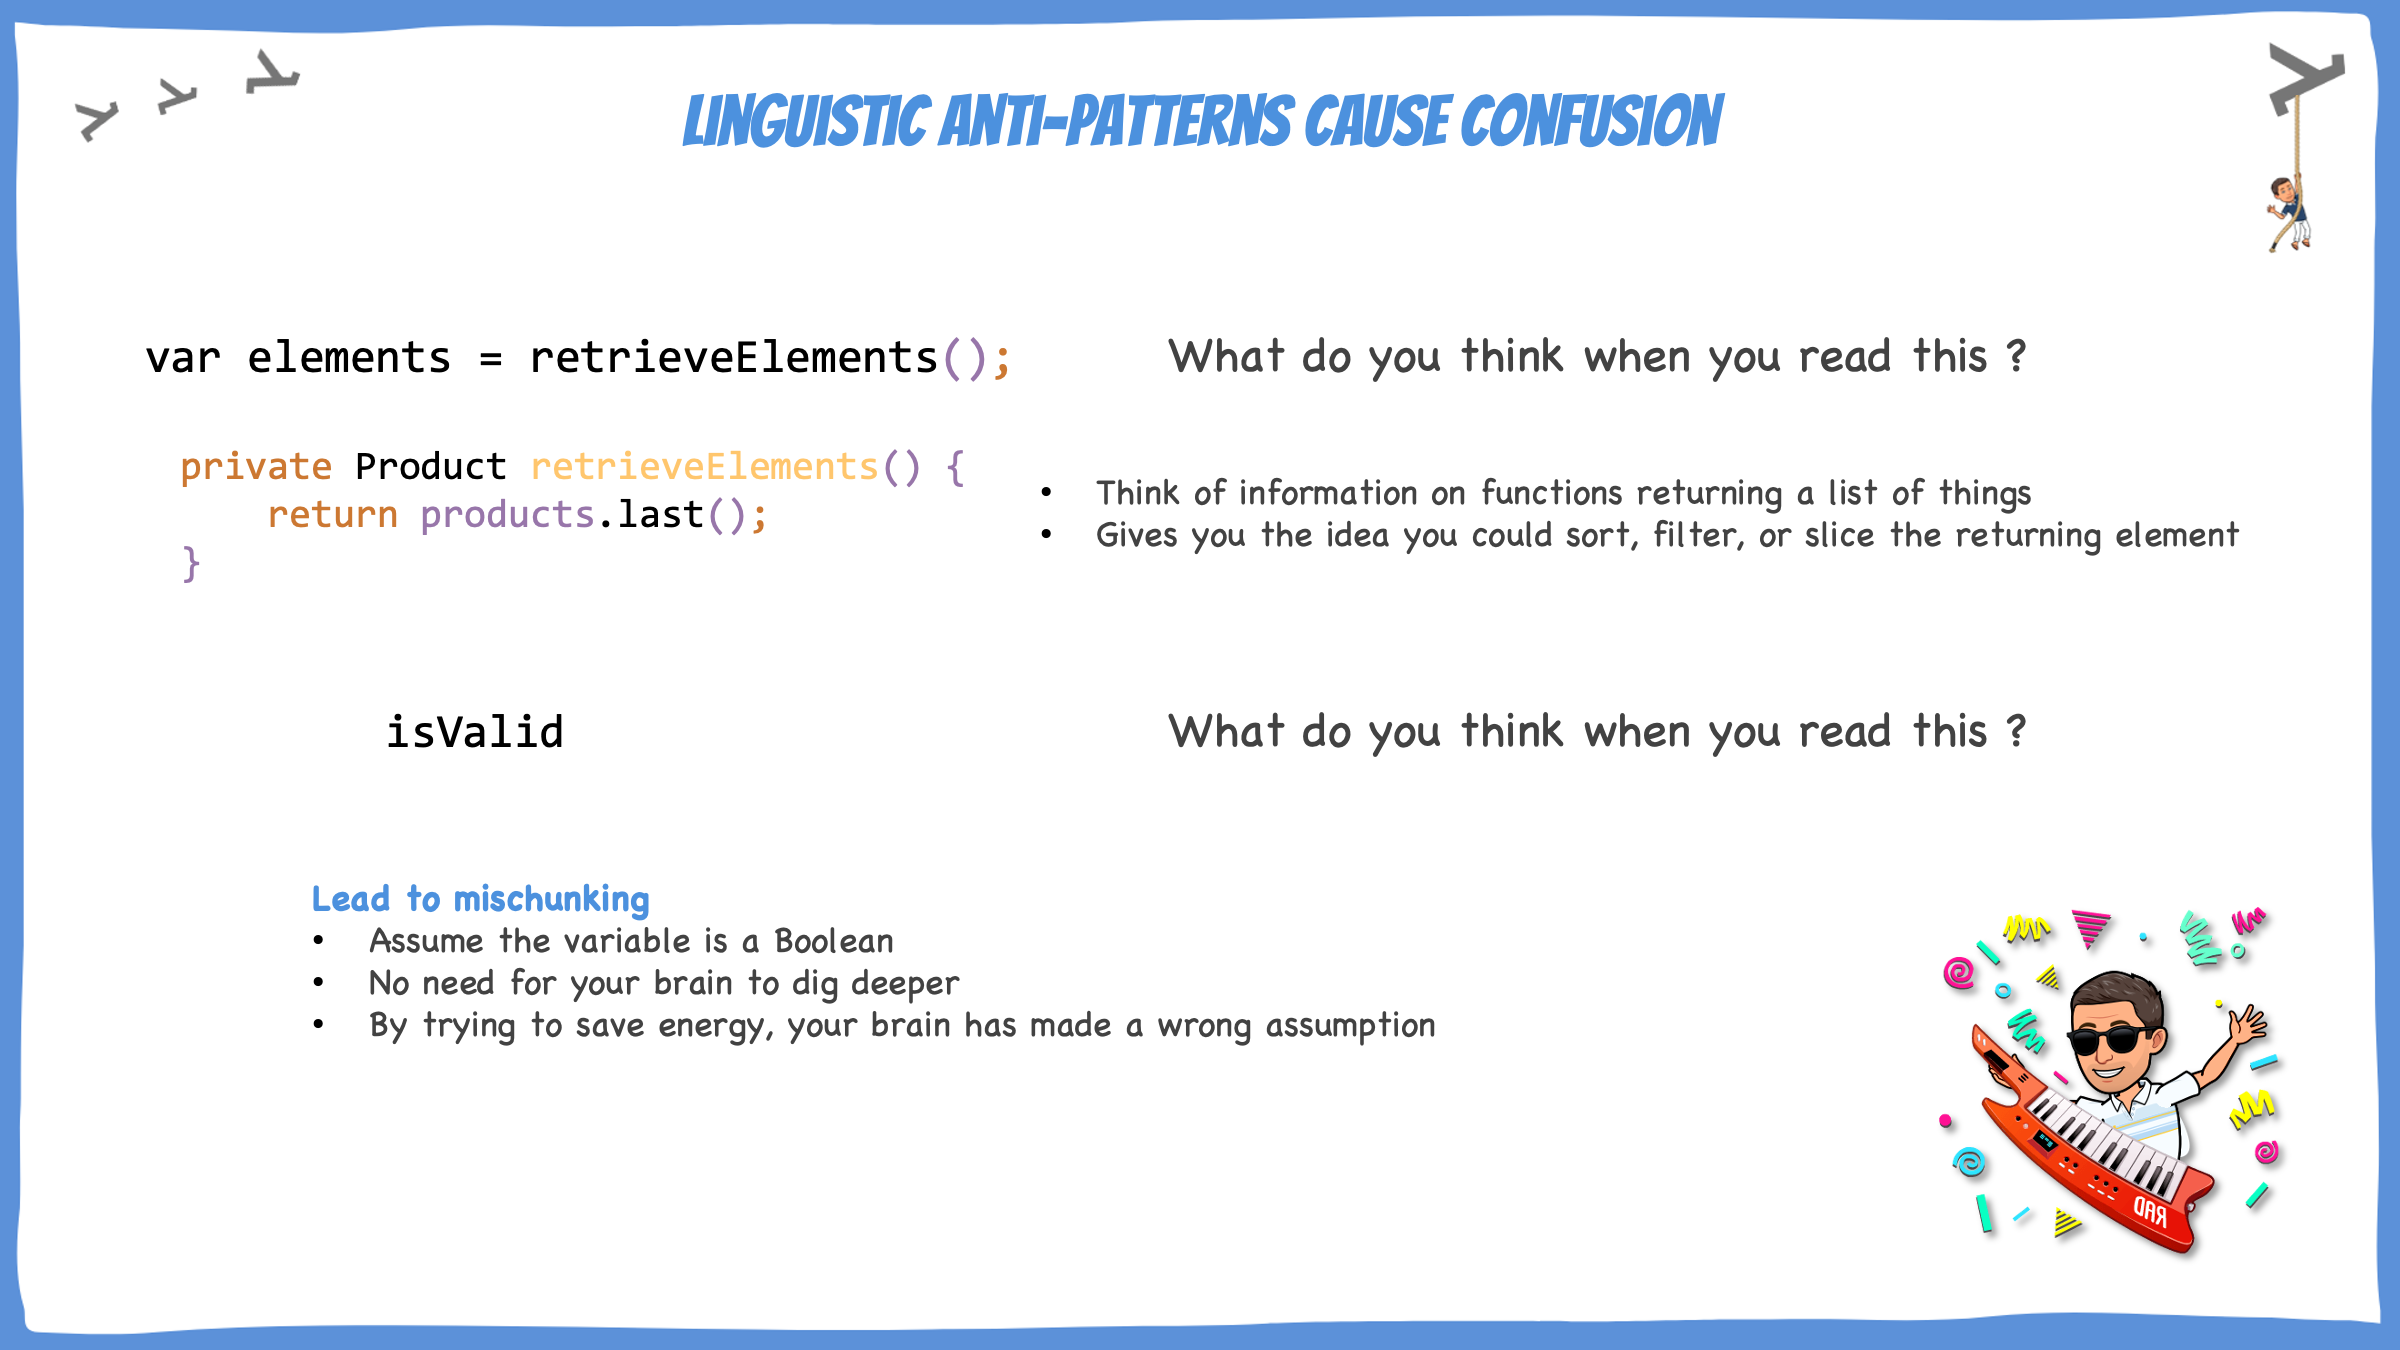 LINGUISTIC ANTI-PATTERNS CAUSE CONFUSION
var elements = retrieveElements();
What do you think when you read this ?
private Product retrieveElements() {
return products.last();
}
• Think of information on functions returning a list of things
• Gives you the idea you could sort, filter, or slice the returning element
isValid
What do you think when you read this ?
Lead to mischunking
• Assume the variable is a Boolean
• No need for your brain to dig deeper
• By trying to save energy, your brain has made a wrong assumption
RAD